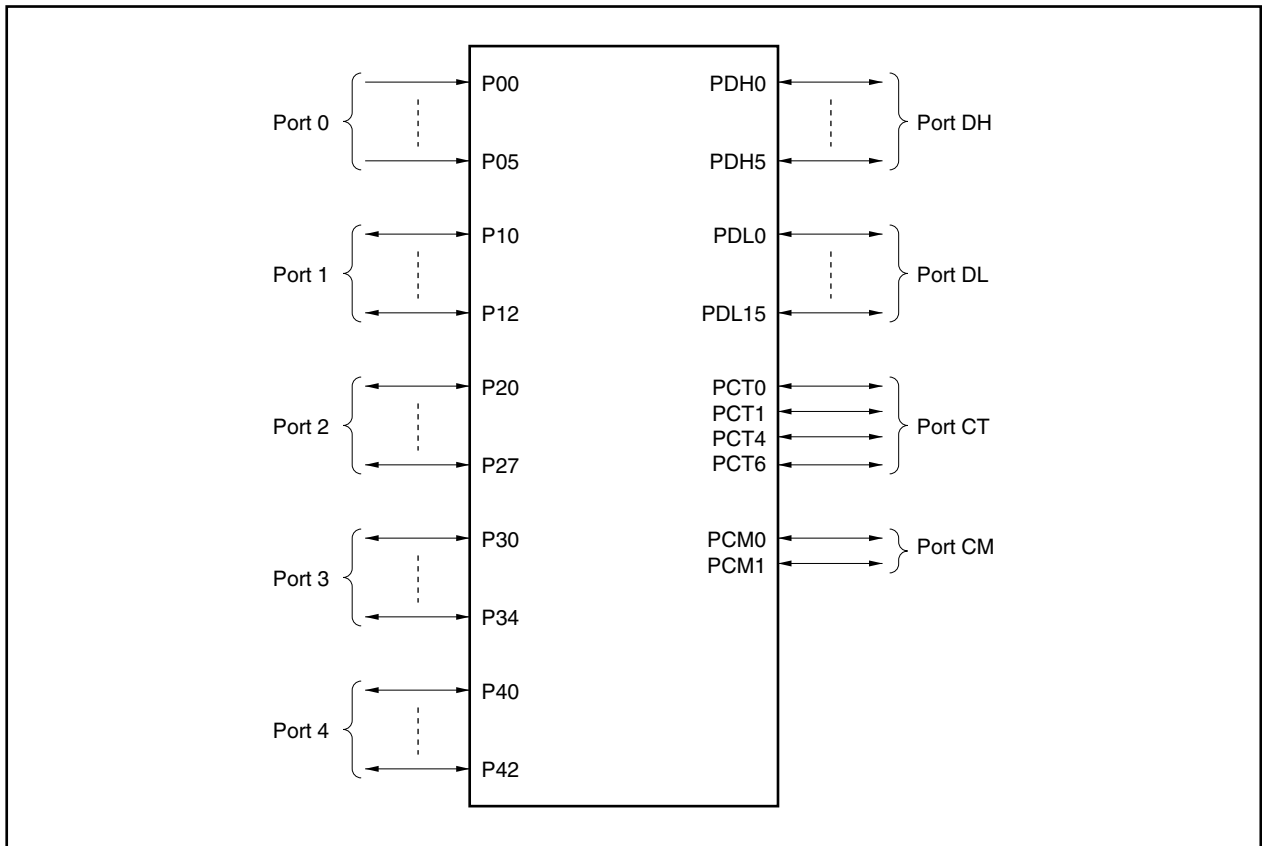 Port 0
P00
P05
Port 1
P10
P12
Port 2
P20
P27
Port 3
P30
P34
Port 4
P40
P42
PDH0
PDH5
Port DH
PDL0
PDL15
Port DL
PCT0
PCT1
PCT4
PCT6
Port CT
PCM0
PCM1
Port CM